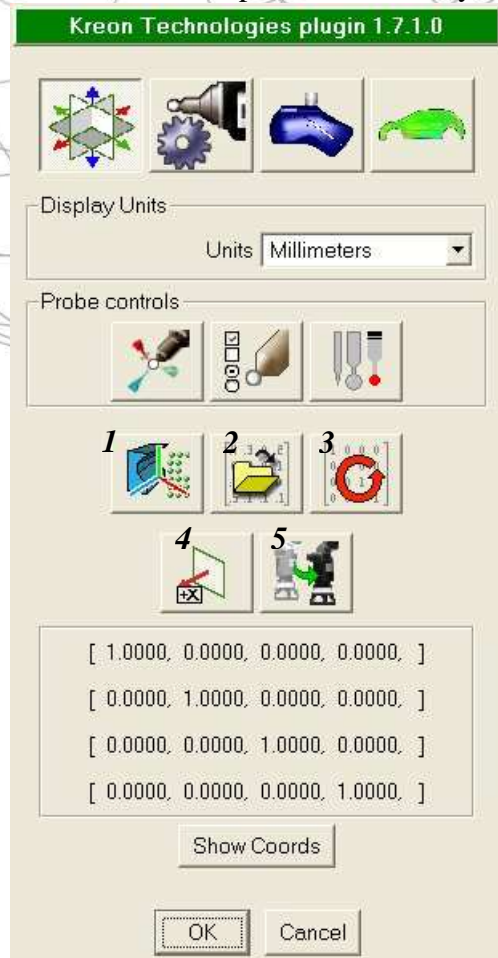 Kreon Technologies plugin 1.7.1.0
Display Units
Units Millimeters
Probe controls
1 2 3
4 5
+X
[ 1.0000, 0.0000, 0.0000, 0.0000, ]
[ 0.0000, 1.0000, 0.0000, 0.0000, ]
[ 0.0000, 0.0000, 1.0000, 0.0000, ]
[ 0.0000, 0.0000, 0.0000, 1.0000, ]
Show Coords
OK Cancel